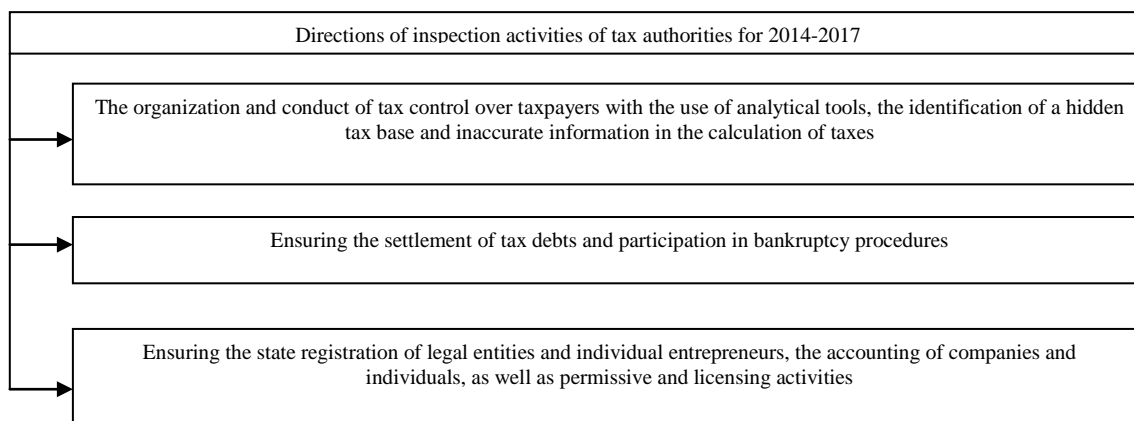 Directions of inspection activities of tax authorities for 2014-2017
The organization and conduct of tax control over taxpayers with the use of analytical tools, the identification of a hidden
tax base and inaccurate information in the calculation of taxes
Ensuring the settlement of tax debts and participation in bankruptcy procedures
Ensuring the state registration of legal entities and individual entrepreneurs, the accounting of companies and
individuals, as well as permissive and licensing activities